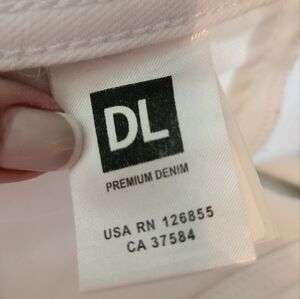 DL
PREMIUM DENIM
USA RN 126855
CA 37584